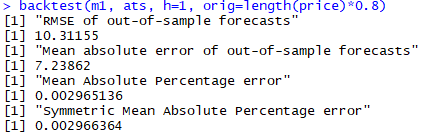 > backtest(m1, ats, h=1, orig=length(price)*0.8)
[1] "RMSE of out-of-sample forecasts"
[1] 10.31155
[1] "Mean absolute error of out-of-sample forecasts"
[1] 7.23862
[1] "Mean Absolute Percentage error"
[1] 0.002965136
[1] "Symmetric Mean Absolute Percentage error"
[1] 0.002966364